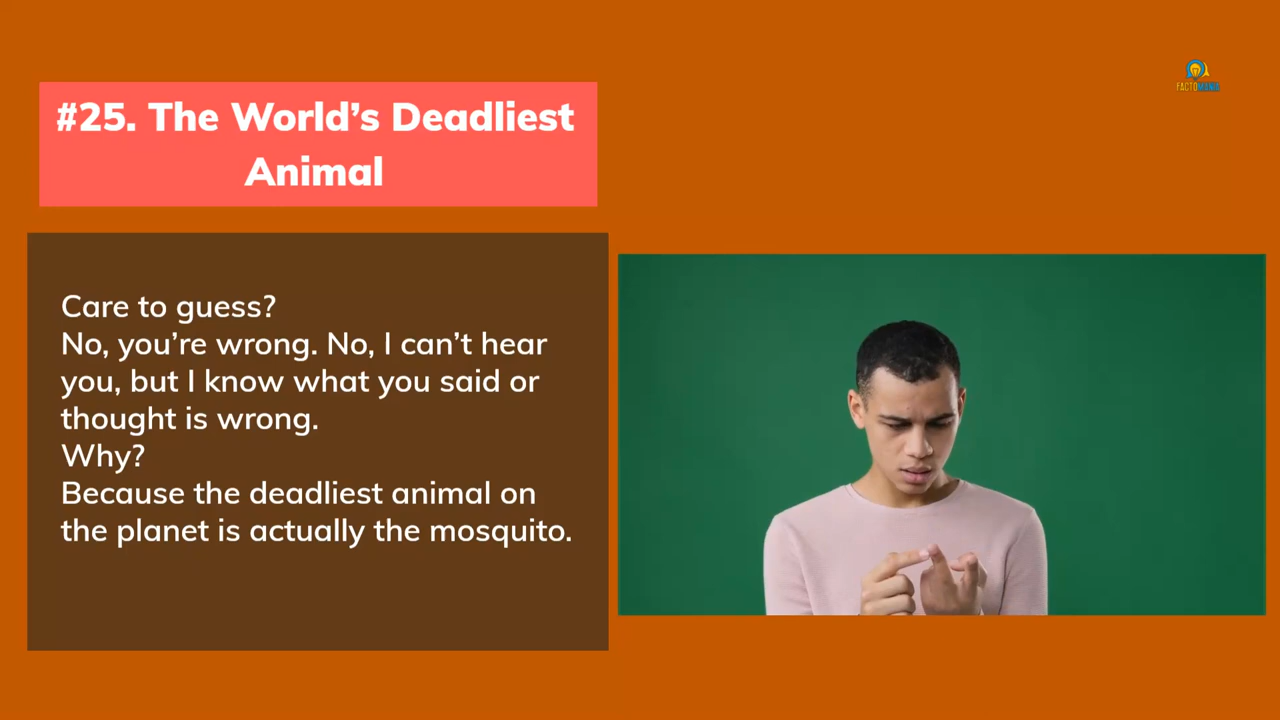 #25. The World’s Deadliest
Animal
FACTOMANIA
Care to guess?
No, you’re wrong. No, I can’t hear
you, but I know what you said or
thought is wrong.
Why?
Because the deadliest animal on
the planet is actually the mosquito.